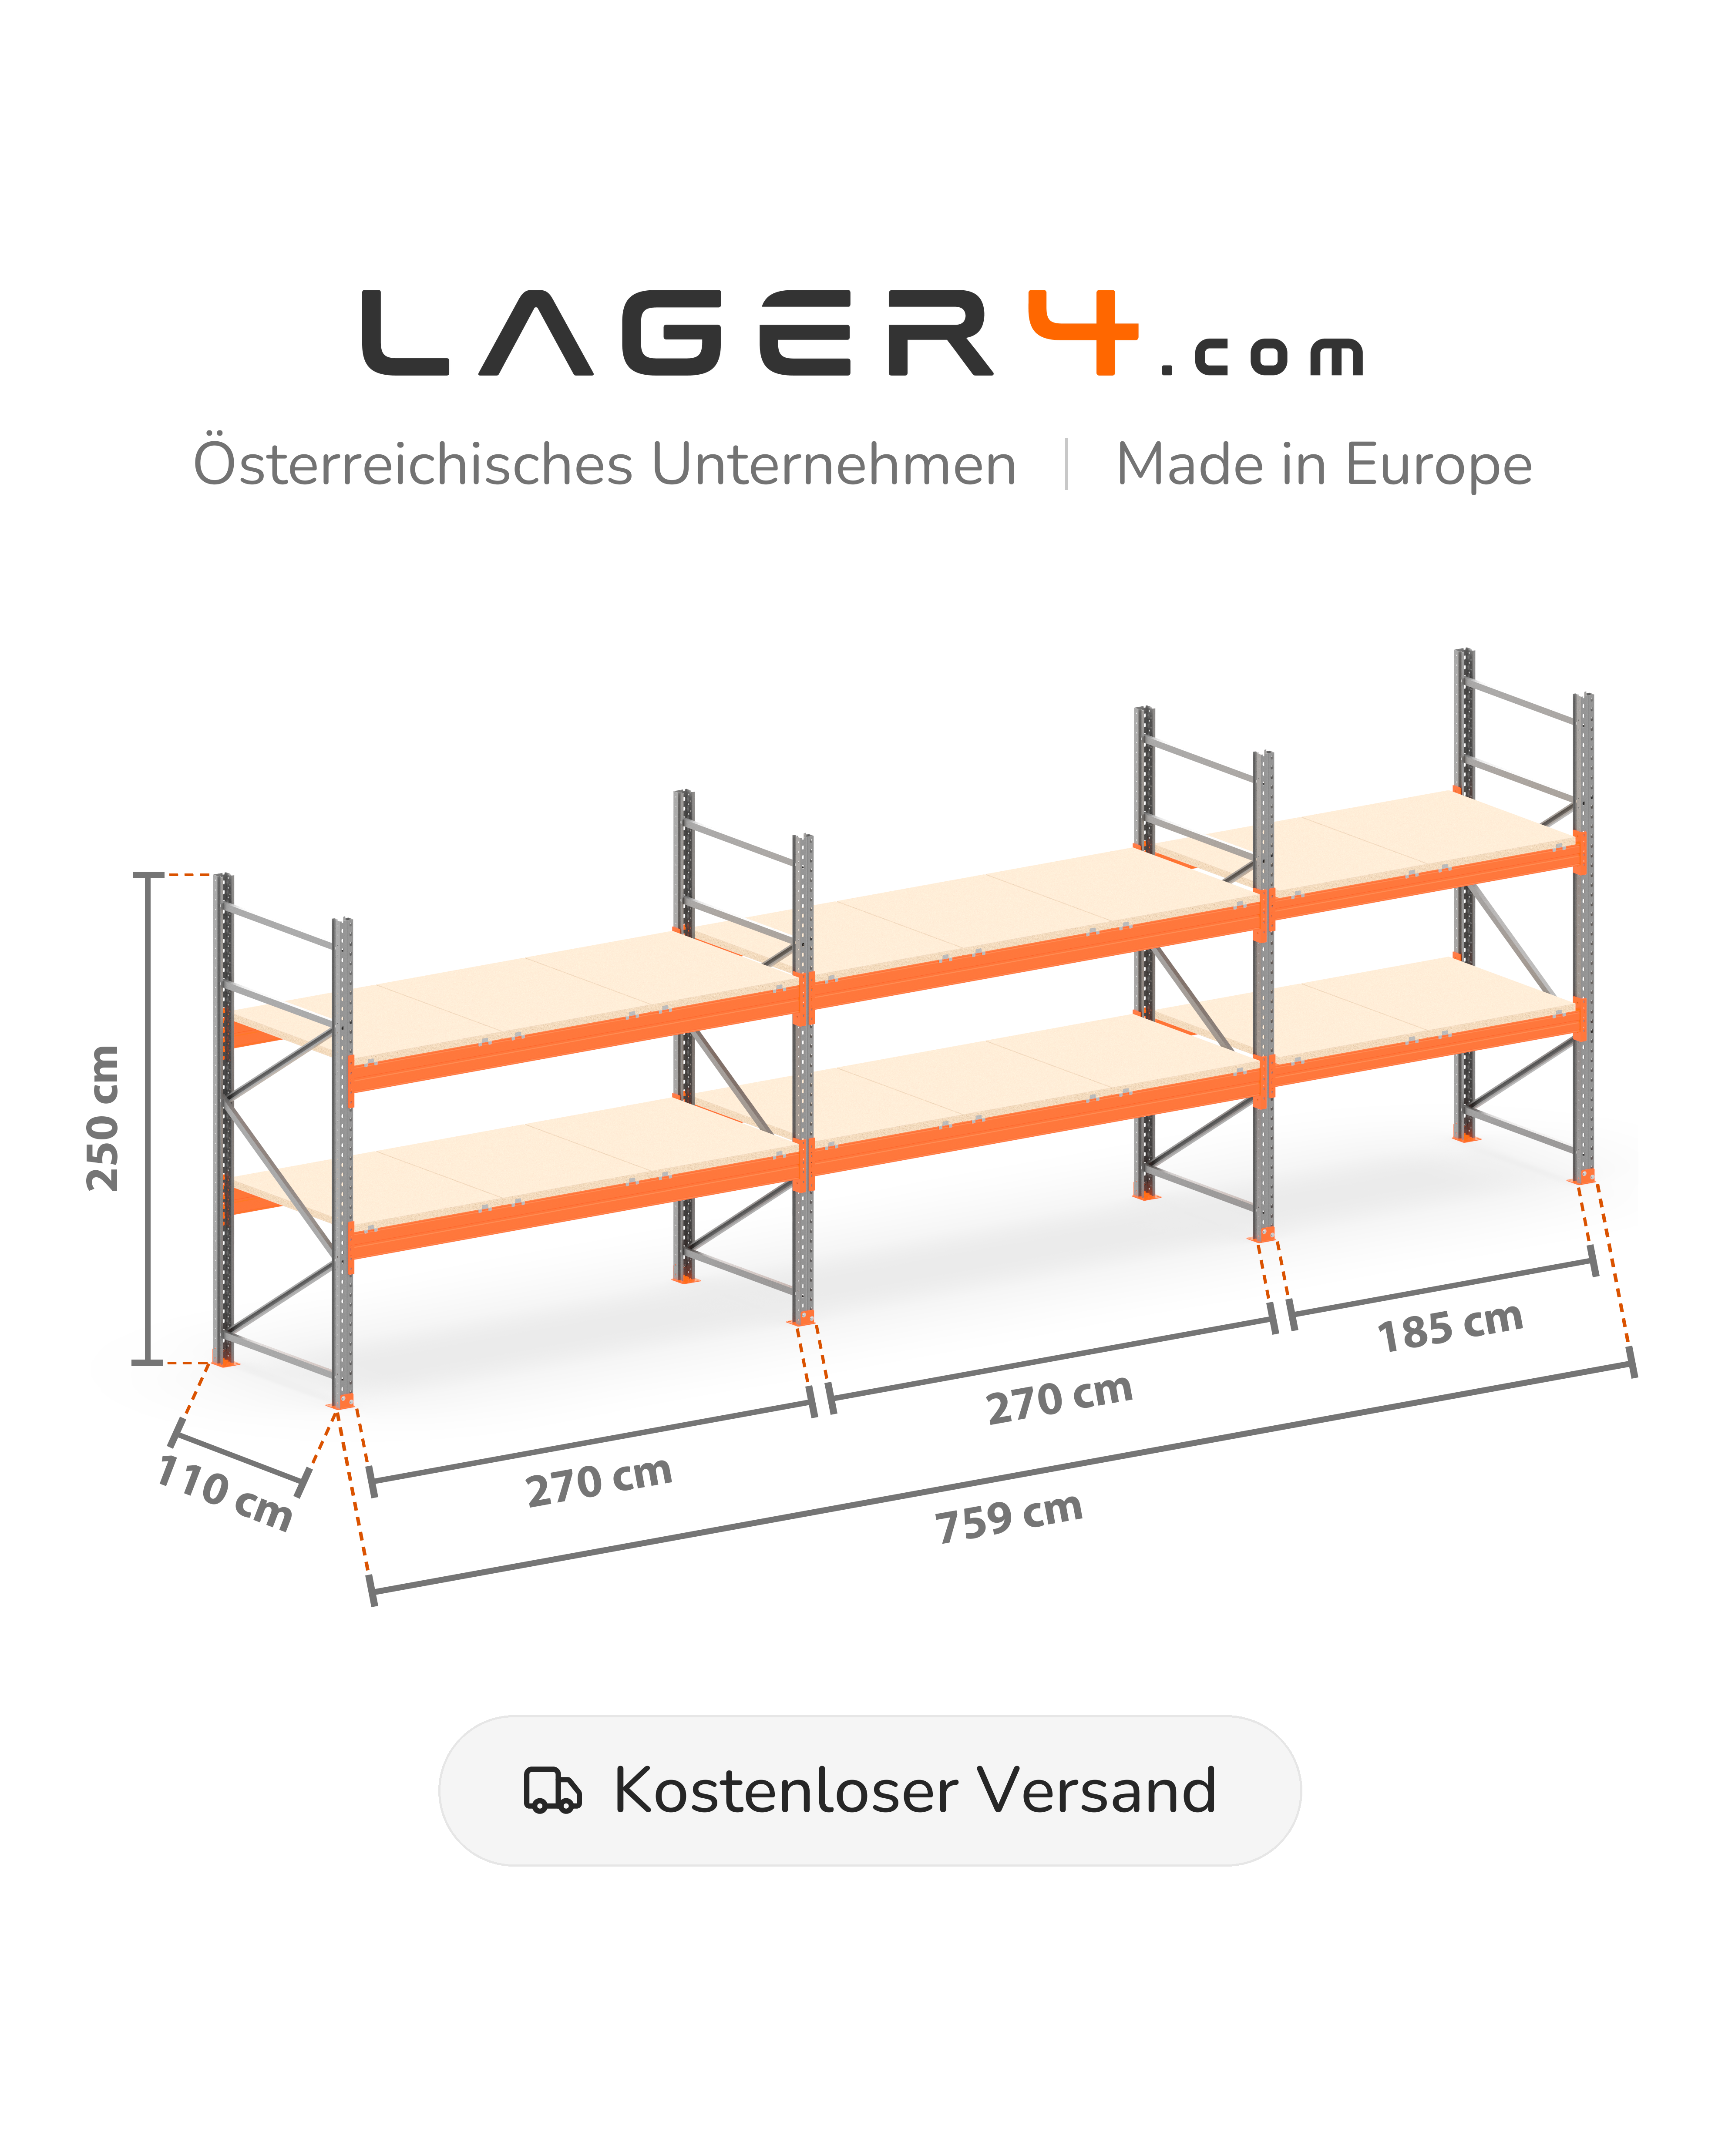 LAGER4.com
Österreichisches Unternehmen | Made in Europe
250 cm
110 cm
270 cm
270 cm
185 cm
759 cm
Kostenloser Versand